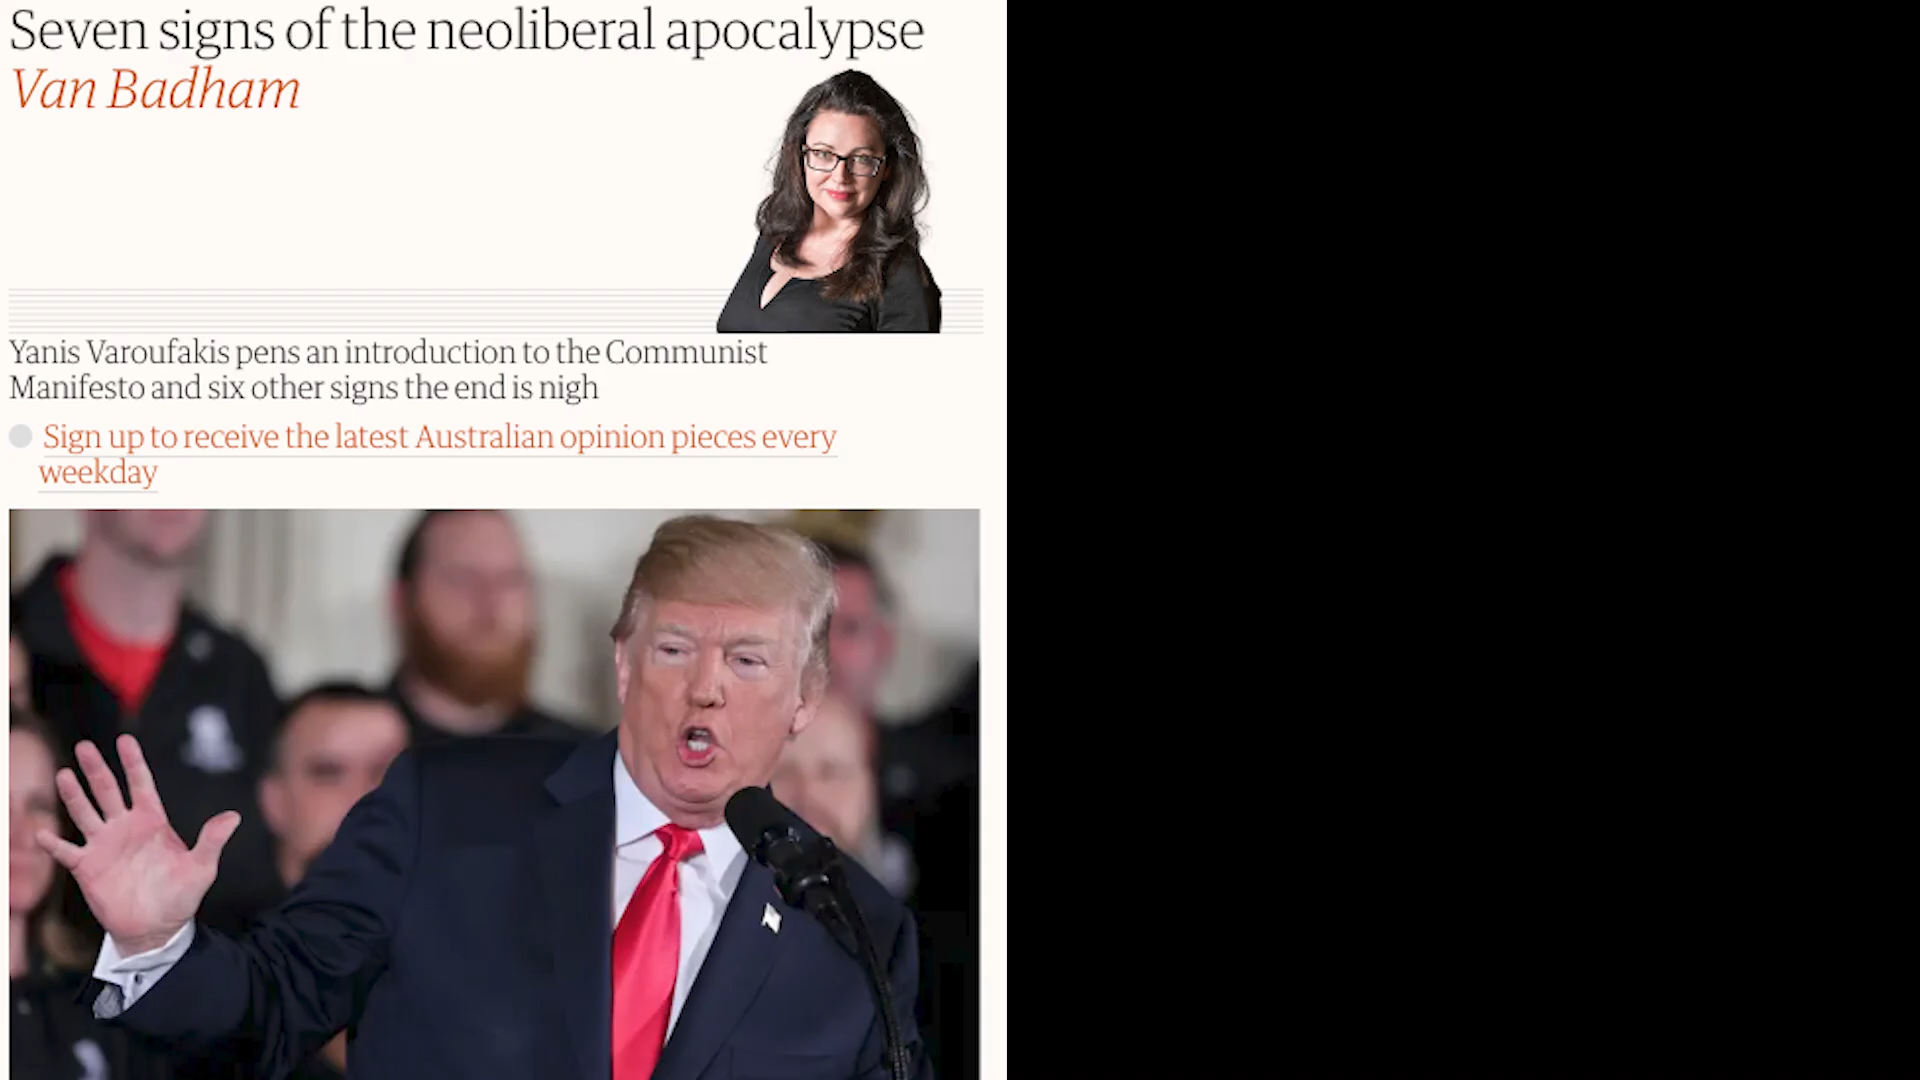 Seven signs of the neoliberal apocalypse
Van Badham
Yanis Varoufakis pens an introduction to the Communist
Manifesto and six other signs the end is nigh
Sign up to receive the latest Australian opinion pieces every
weekday